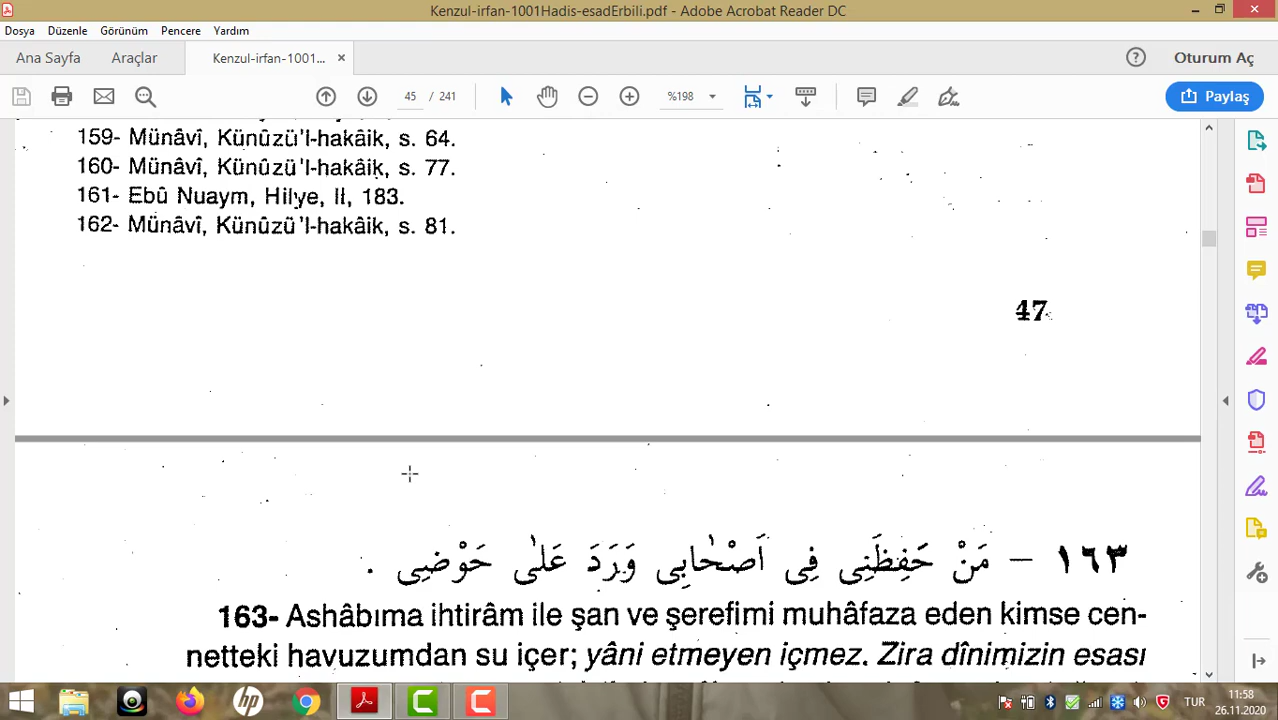 Kenzul-irfan-1001Hadis-esadErbili.pdf - Adobe Acrobat Reader DC
Dosya Düzenle Görünüm Pencere Yardım
Ana Sayfa Araçlar Kenzul-irfan-1001... × Oturum Aç
45 / 241 %198 Paylaş
159- Münâvî, Künûzü'l-hakâik, s. 64.
160- Münâvî, Künûzü'l-hakâik, s. 77.
161- Ebû Nuaym, Hilye, II, 183.
162- Münâvî, Künûzü'l-hakâik, s. 81.
47
١٦٣ – مَنْ حَفِظَنِى فِى اَصْحٰابِى وَرَدَ عَلٰى حَوْضِى .
163- Ashâbıma ihtirâm ile şan ve şerefimi muhâfaza eden kimse cen-
netteki havuzumdan su içer; yâni etmeyen içmez. Zira dînimizin esası
TUR 11:58
26.11.2020